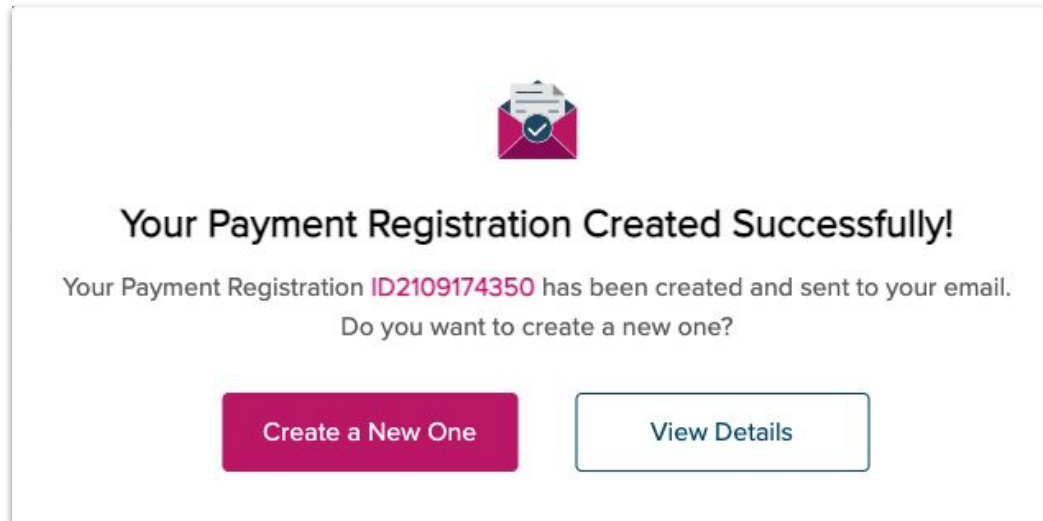 Your Payment Registration Created Successfully!
Your Payment Registration ID2109174350 has been created and sent to your email.
Do you want to create a new one?
Create a New One
View Details